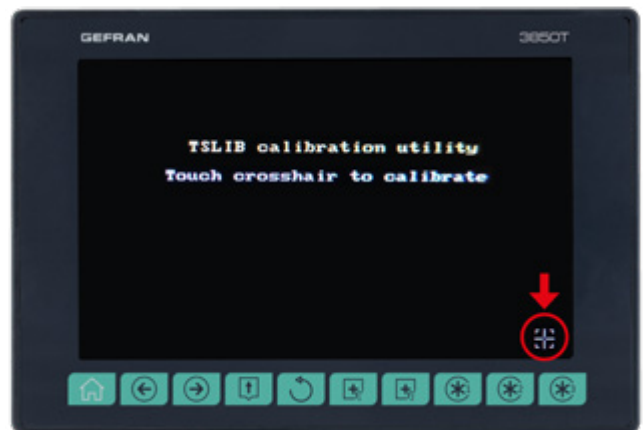 GEFRAN 3850T
TSLIB calibration utility
Touch crosshair to calibrate